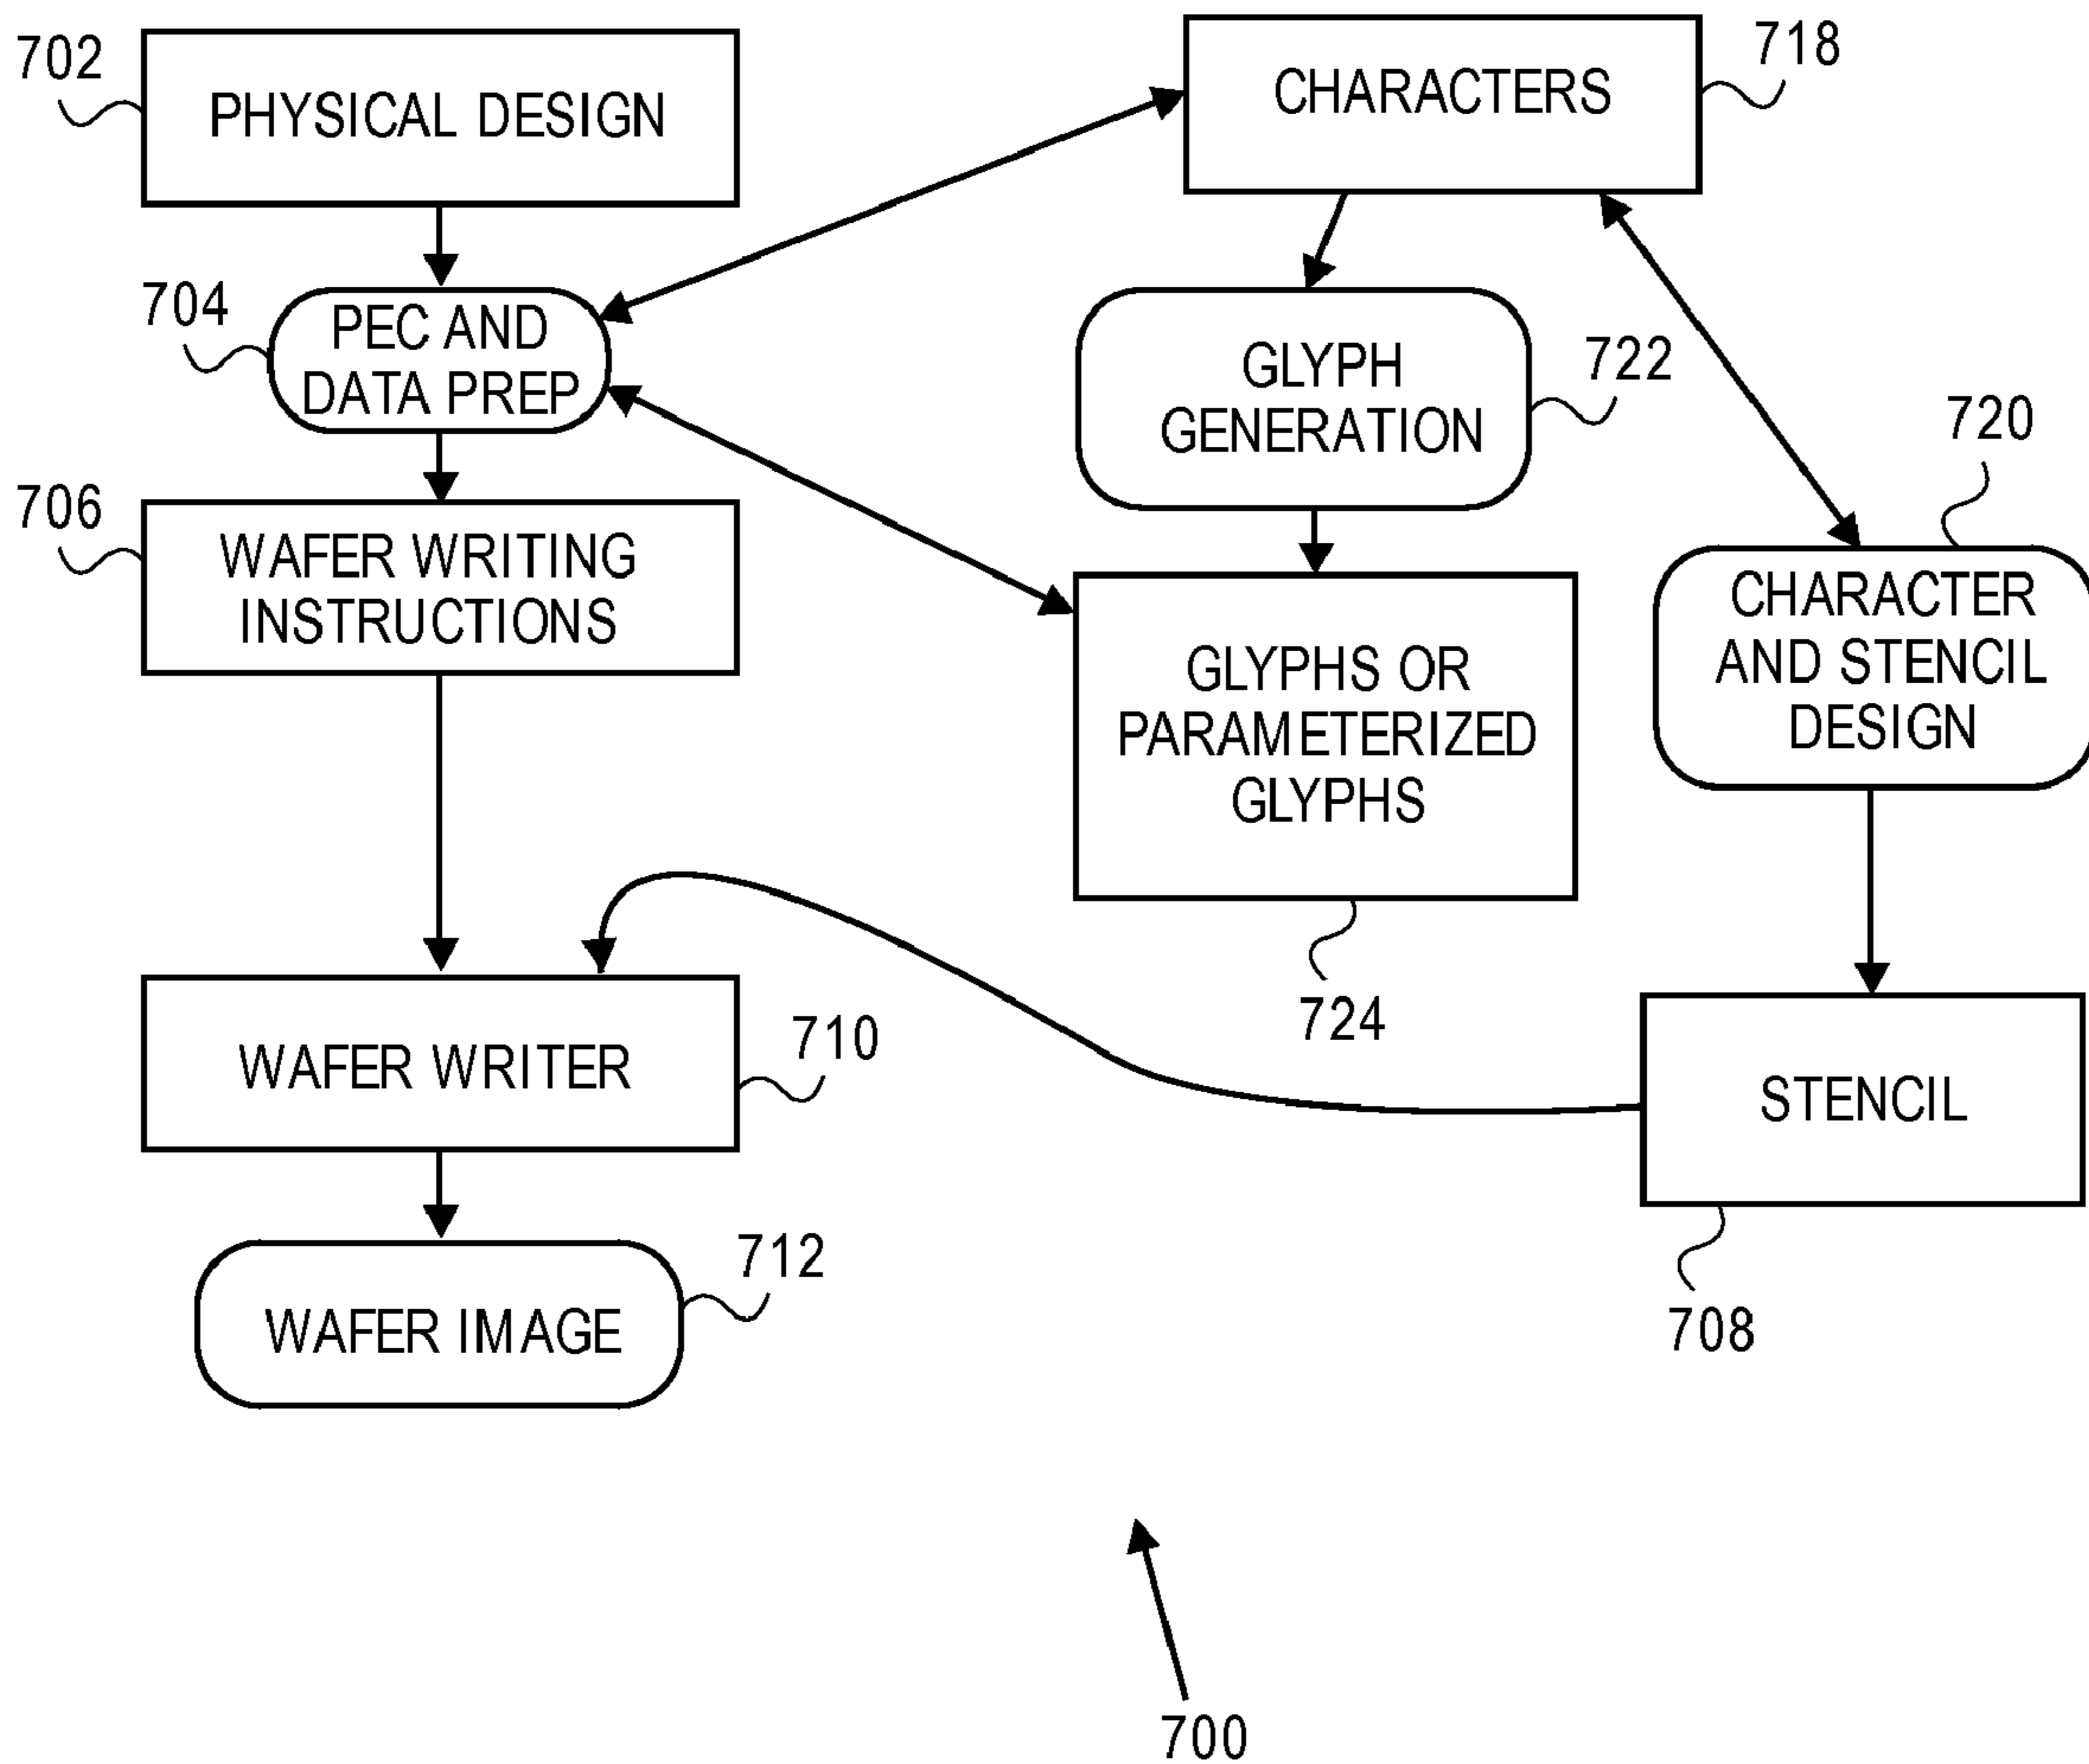 702
PHYSICAL DESIGN
CHARACTERS
718
704
PEC AND
DATA PREP
GLYPH
GENERATION
722
720
706
WAFER WRITING
INSTRUCTIONS
GLYPHS OR
PARAMETERIZED
GLYPHS
CHARACTER
AND STENCIL
DESIGN
724
WAFER WRITER
710
STENCIL
708
WAFER IMAGE
712
700